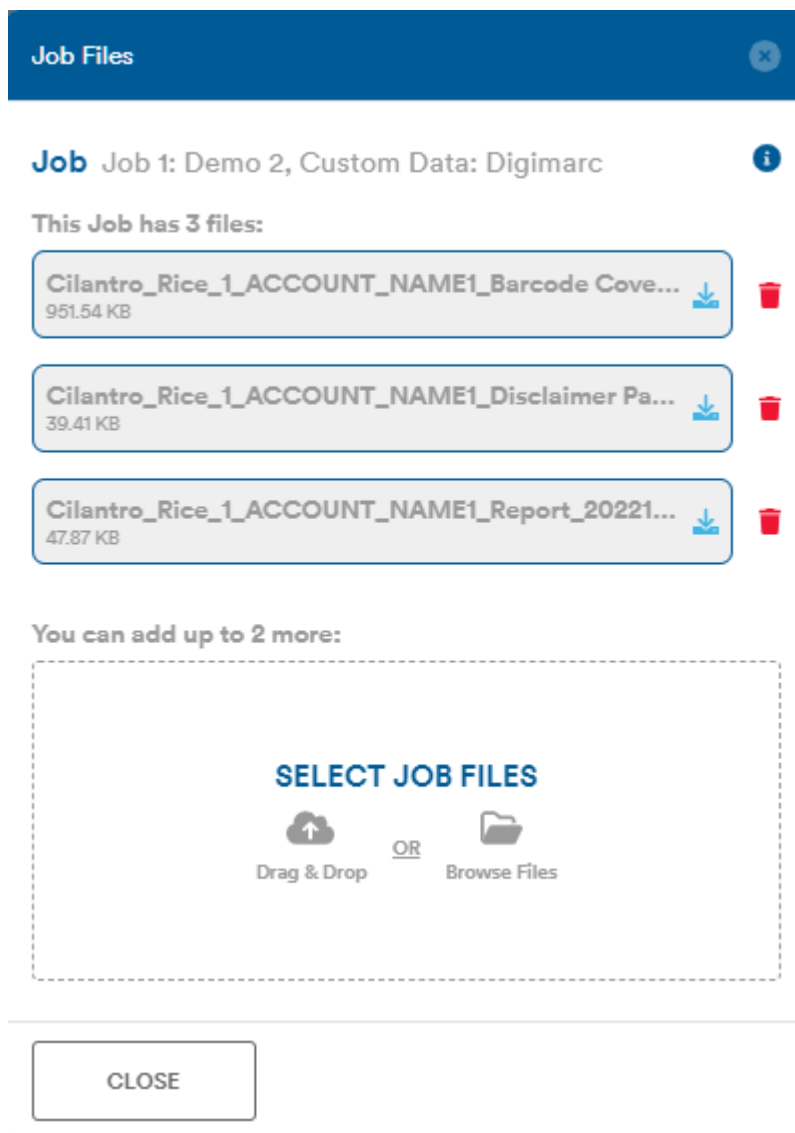 Job Files
Job Job 1: Demo 2, Custom Data: Digimarc
This Job has 3 files:
Cilantro_Rice_1_ACCOUNT_NAME1_Barcode Cove...
951.54 KB
Cilantro_Rice_1_ACCOUNT_NAME1_Disclaimer Pa...
39.41 KB
Cilantro_Rice_1_ACCOUNT_NAME1_Report_20221...
47.87 KB
You can add up to 2 more:
SELECT JOB FILES
Drag & Drop OR Browse Files
CLOSE